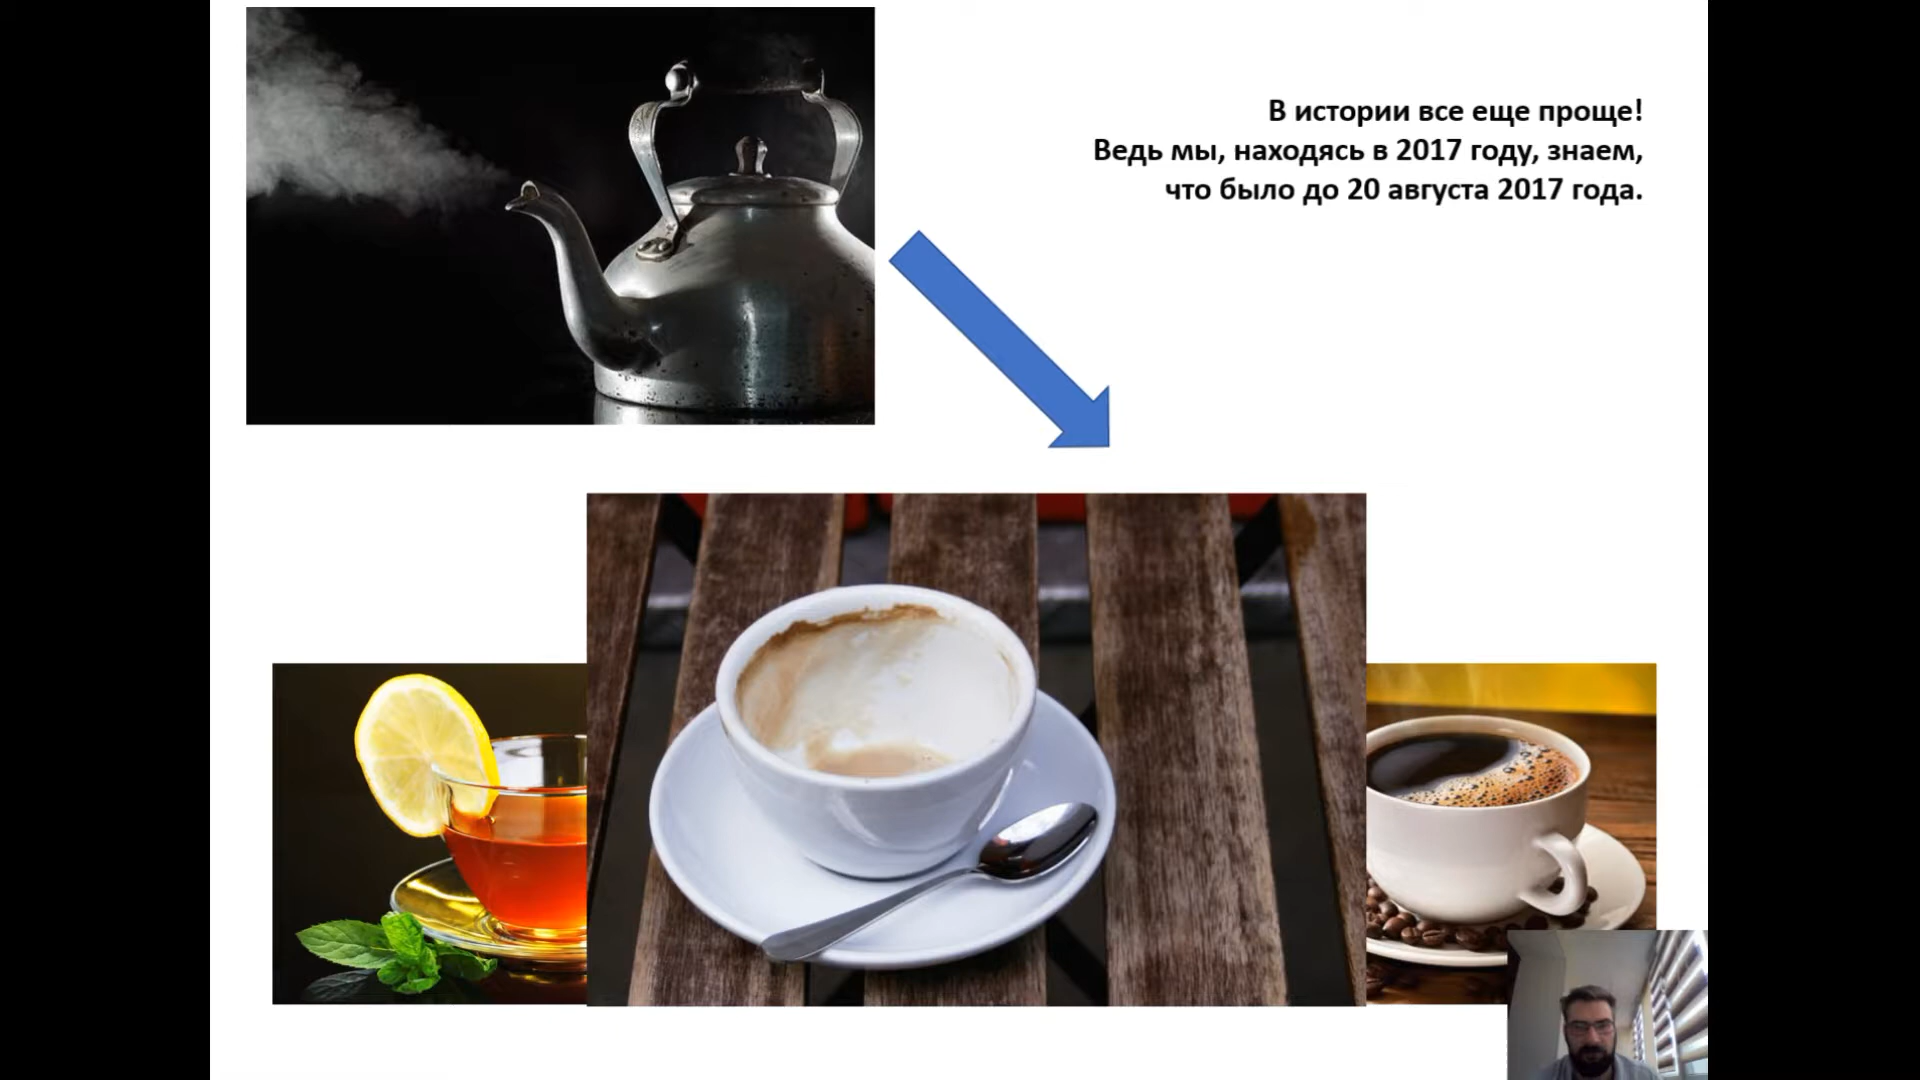 В истории все еще проще!
Ведь мы, находясь в 2017 году, знаем,
что было до 20 августа 2017 года.